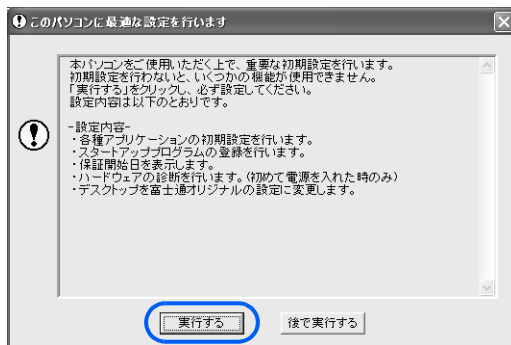 このパソコンに最適な設定を行います
本パソコンをご使用いただく上で、重要な初期設定を行います。
初期設定を行わないと、いくつかの機能が使用できません。
「実行する」をクリックし、必ず設定してください。
設定内容は以下のとおりです。
-設定内容-
・各種アプリケーションの初期設定を行います。
・スタートアッププログラムの登録を行います。
・保証開始日を表示します。
・ハードウェアの診断を行います。(初めて電源を入れた時のみ)
・デスクトップを富士通オリジナルの設定に変更します。
実行する
後で実行する